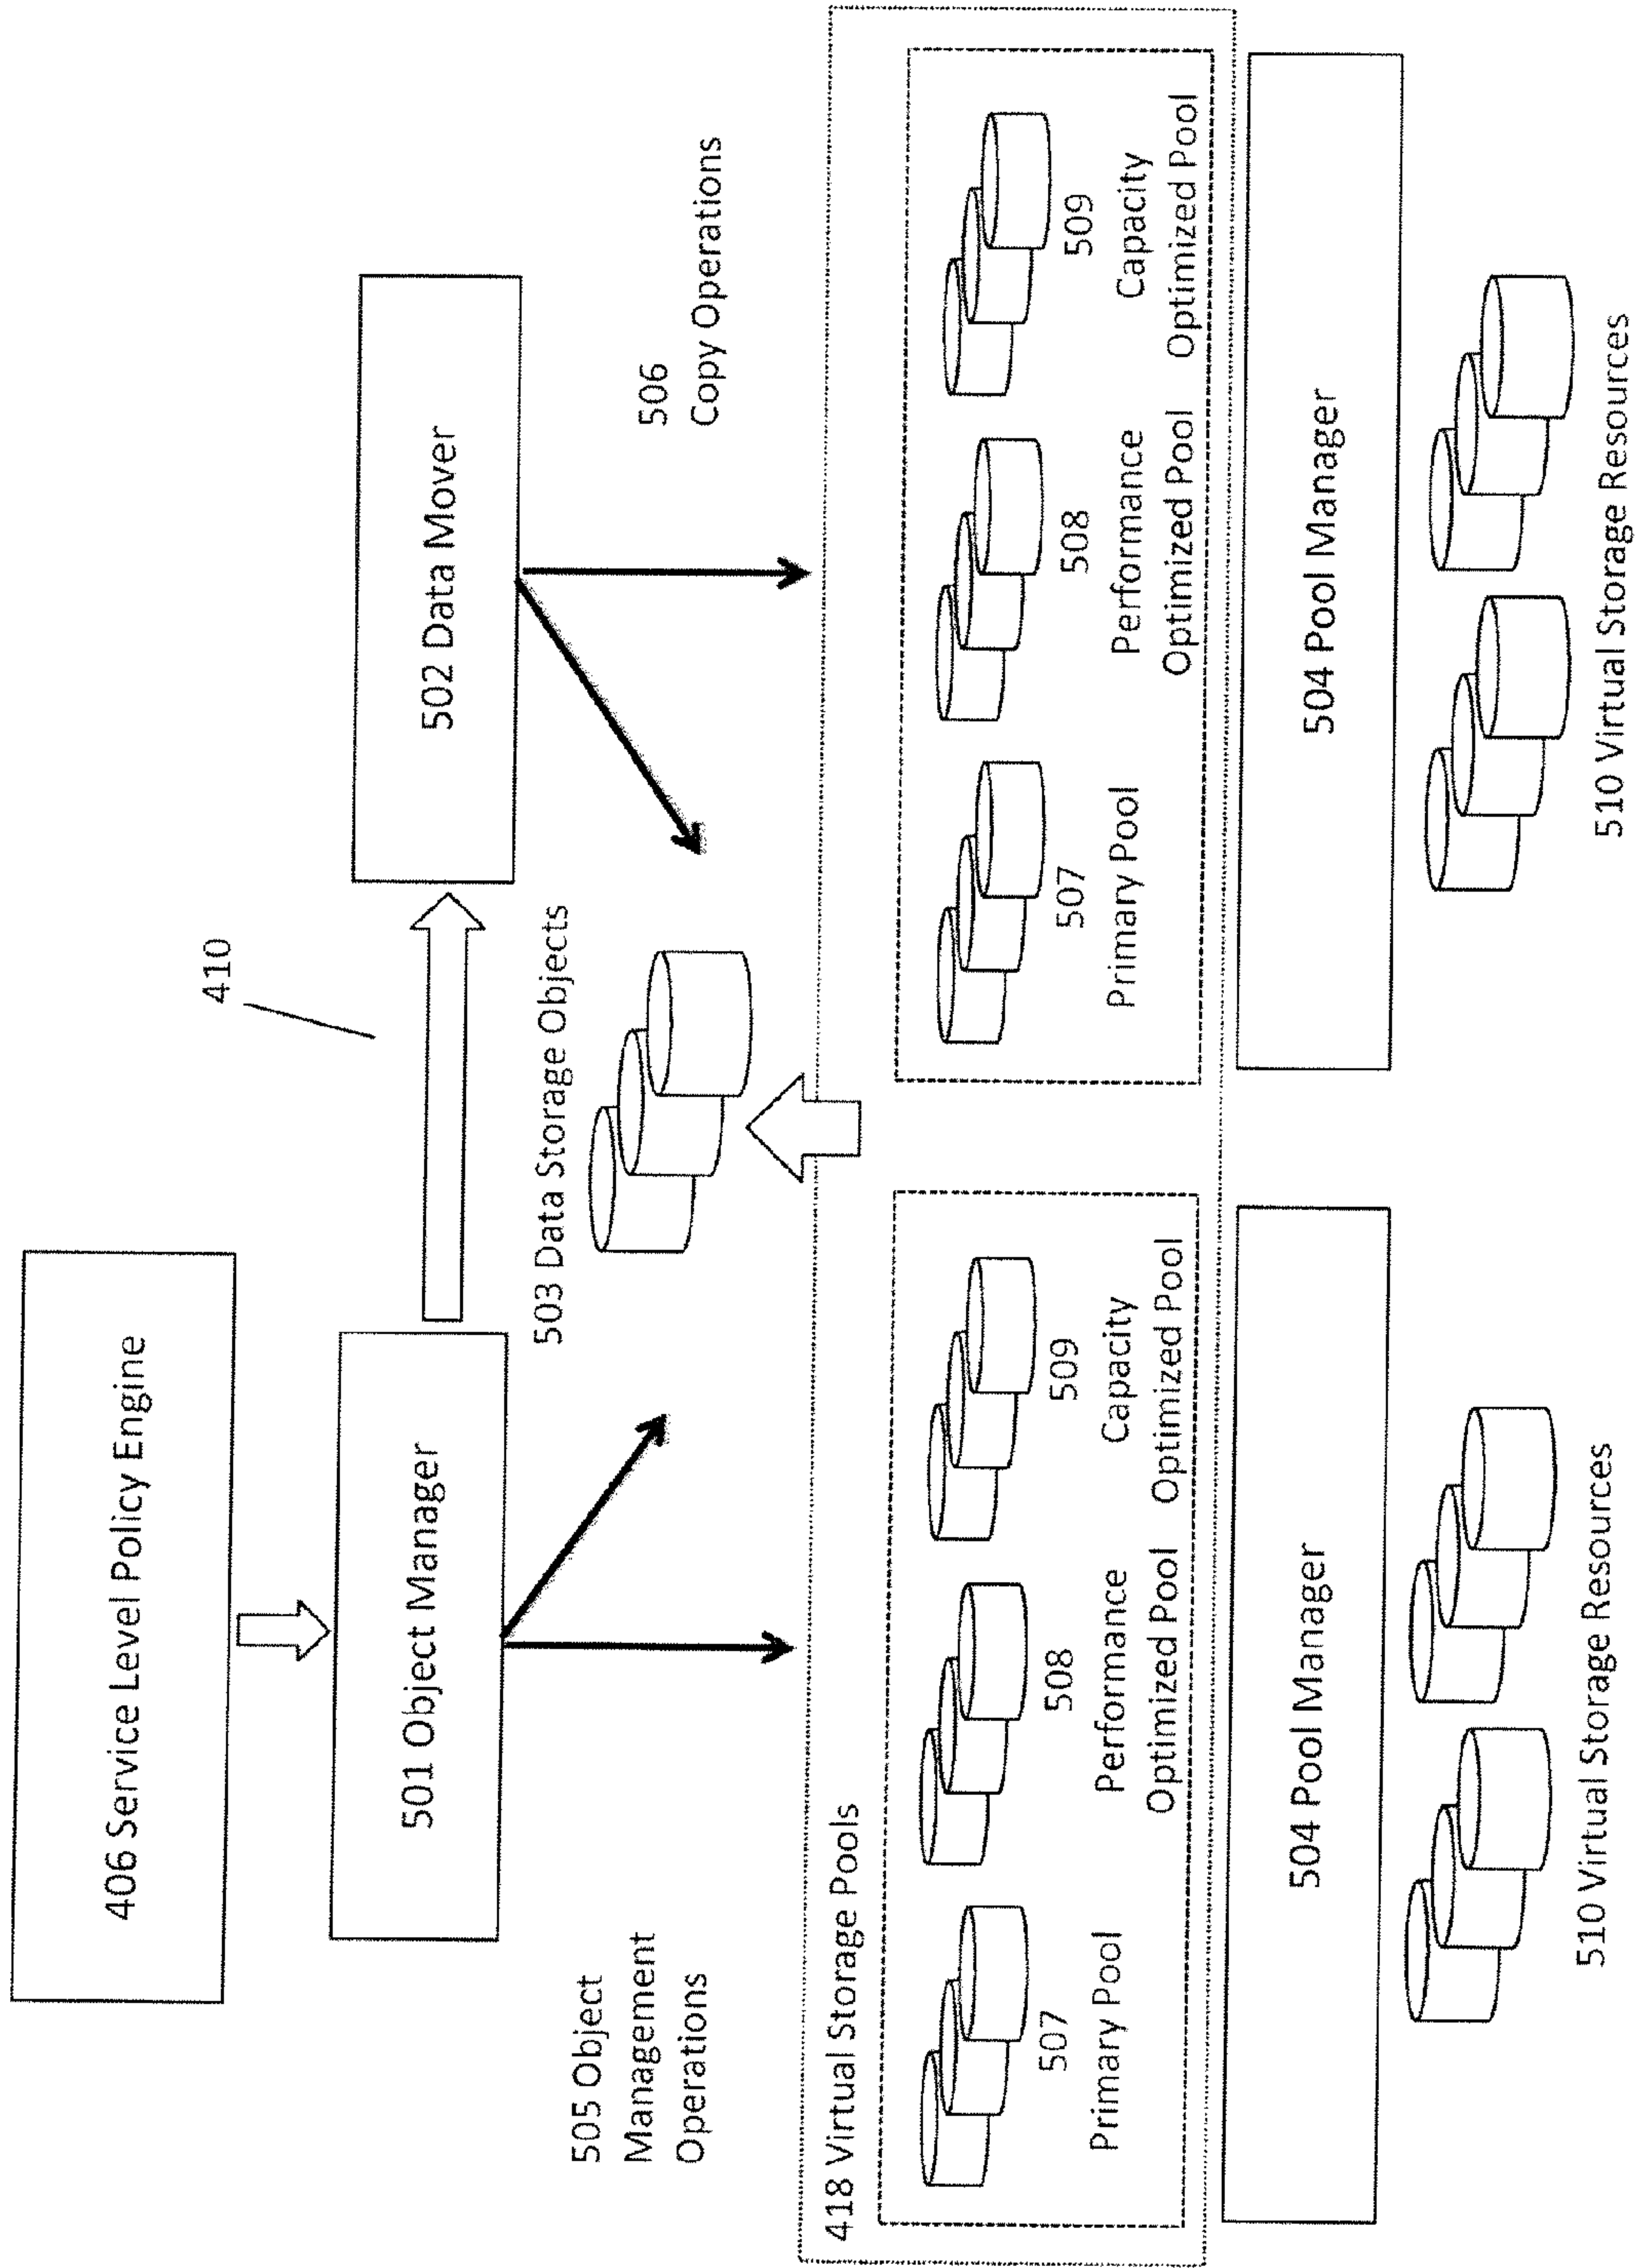 406 Service Level Policy Engine
410
501 Object Manager
502 Data Mover
503 Data Storage Objects
505 Object
Management
Operations
506
Copy Operations
418 Virtual Storage Pools
507
Primary Pool
508
Performance
Optimized Pool
509
Capacity
Optimized Pool
507
Primary Pool
508
Performance
Optimized Pool
509
Capacity
Optimized Pool
504 Pool Manager
504 Pool Manager
510 Virtual Storage Resources
510 Virtual Storage Resources